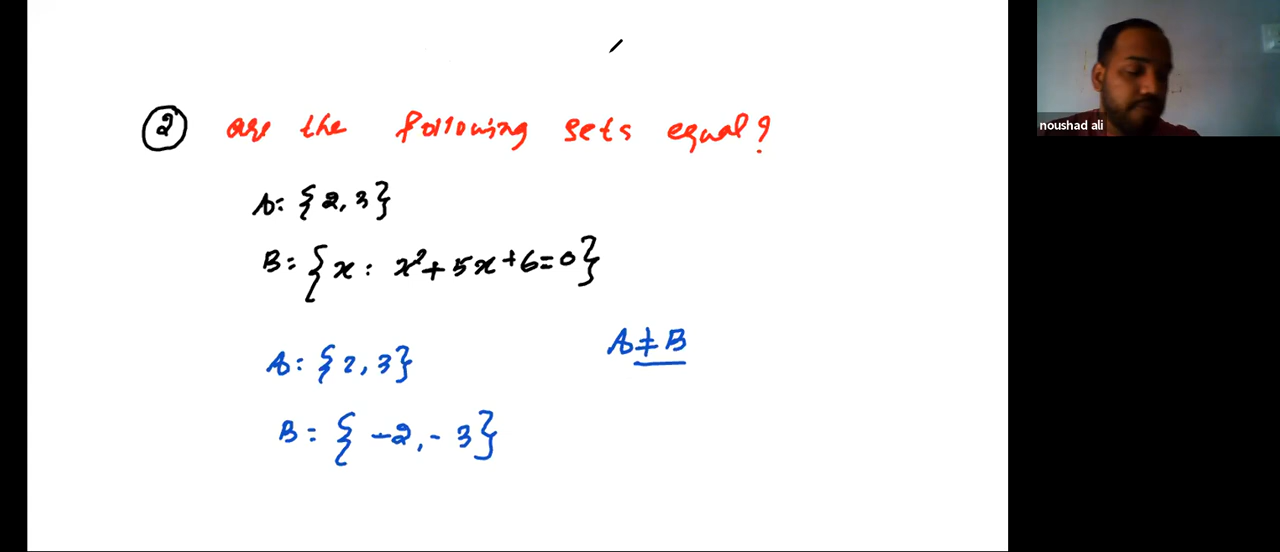 ② are the following sets equal?
A = {2, 3}
B = {x : x²+5x+6=0}
A = {2, 3}
A ≠ B
B = {-2, -3}
noushad ali